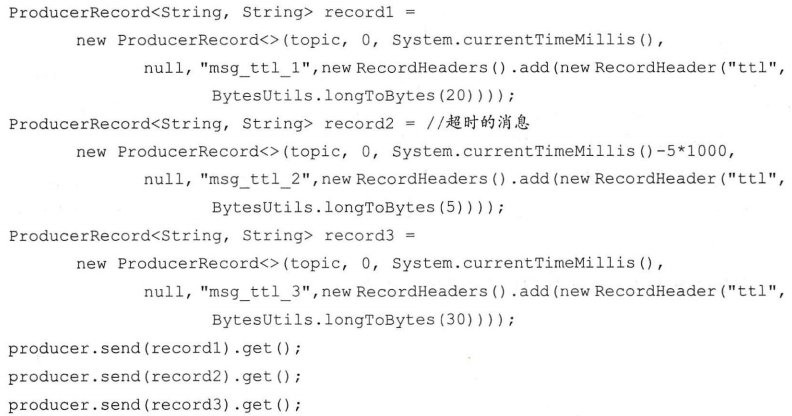 ProducerRecord<String, String> record1 =
new ProducerRecord<>(topic, 0, System.currentTimeMillis(),
null, "msg_ttl_1",new RecordHeaders().add(new RecordHeader("ttl",
BytesUtils.longToBytes(20))));
ProducerRecord<String, String> record2 = //超时的消息
new ProducerRecord<>(topic, 0, System.currentTimeMillis()-5*1000,
null, "msg_ttl_2",new RecordHeaders().add(new RecordHeader("ttl",
BytesUtils.longToBytes(5))));
ProducerRecord<String, String> record3 =
new ProducerRecord<>(topic, 0, System.currentTimeMillis(),
null, "msg_ttl_3",new RecordHeaders().add(new RecordHeader("ttl",
BytesUtils.longToBytes(30))));
producer.send(record1).get();
producer.send(record2).get();
producer.send(record3).get();